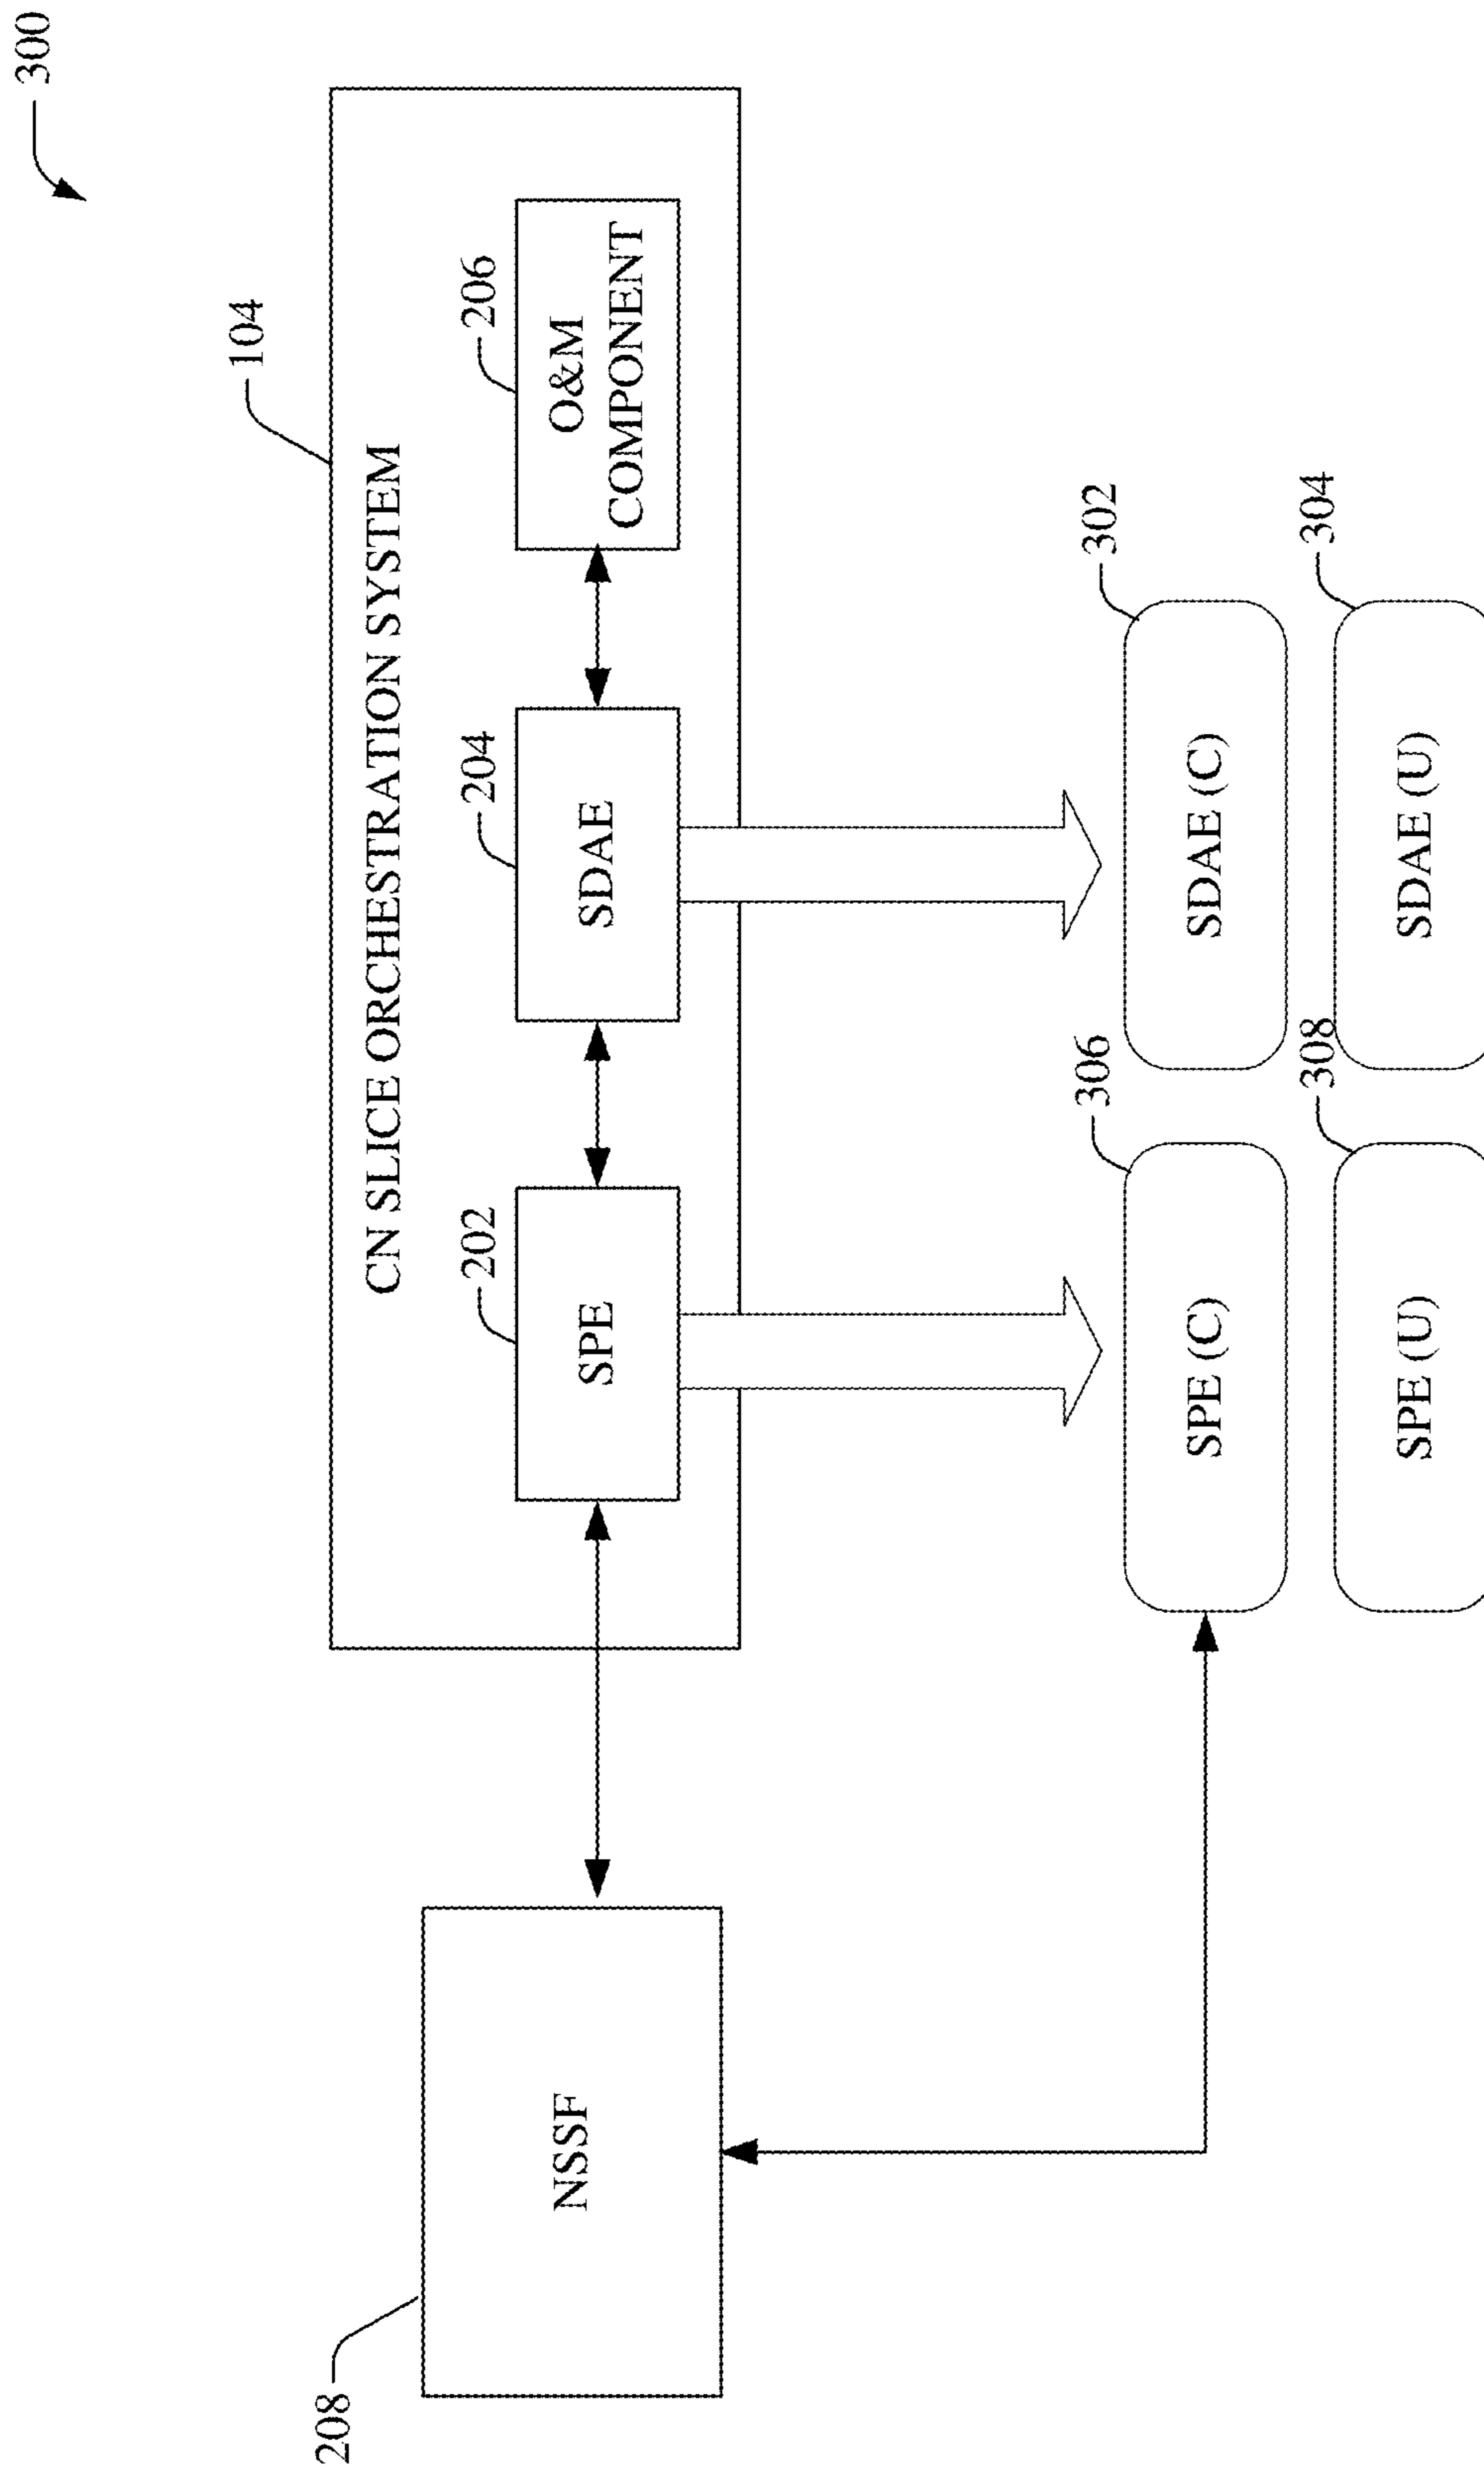 300
104
CN SLICE ORCHESTRATION SYSTEM
208
202
204
206
NSSF
SPE
SDAE
O&M
COMPONENT
306
302
SPE (C)
SDAE (C)
308
304
SPE (U)
SDAE (U)